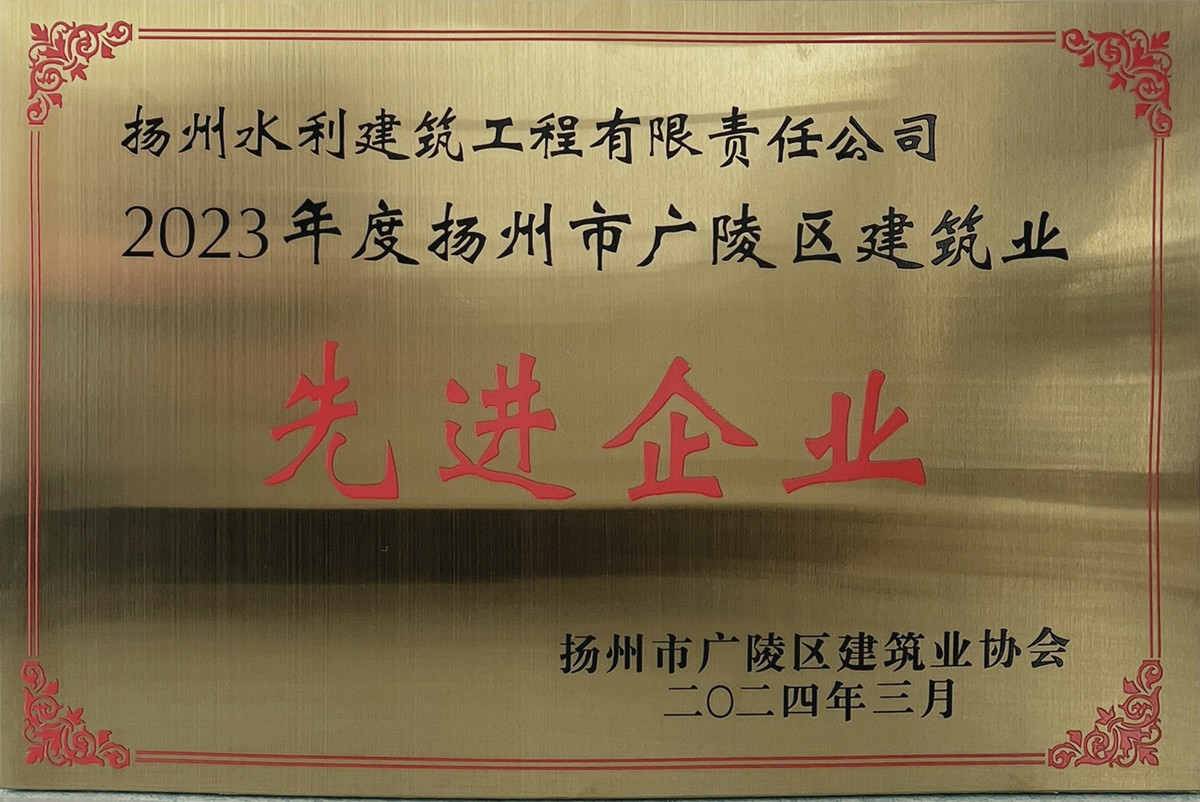 扬州水利建筑工程有限责任公司
2023年度扬州市广陵区建筑业
先进企业
扬州市广陵区建筑业协会
二〇二四年三月